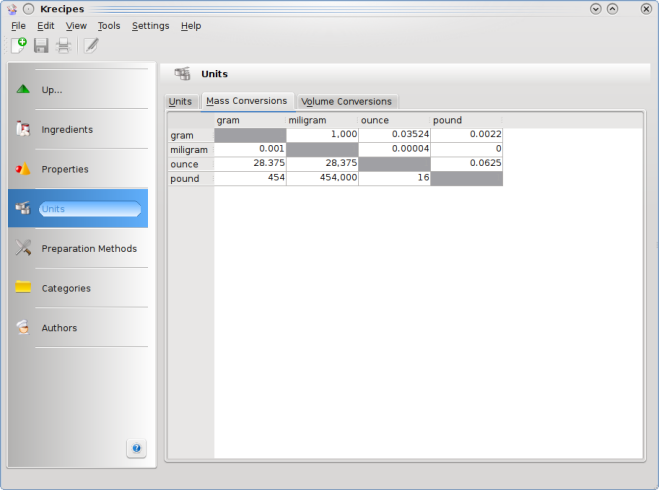 Krecipes
File Edit View Tools Settings Help
Units
Up...
Ingredients
Properties
Units
Preparation Methods
Categories
Authors
Units Mass Conversions Volume Conversions
gram miligram ounce pound
gram 1,000 0.03524 0.0022
miligram 0.001 0.00004 0
ounce 28.375 28,375 0.0625
pound 454 454,000 16